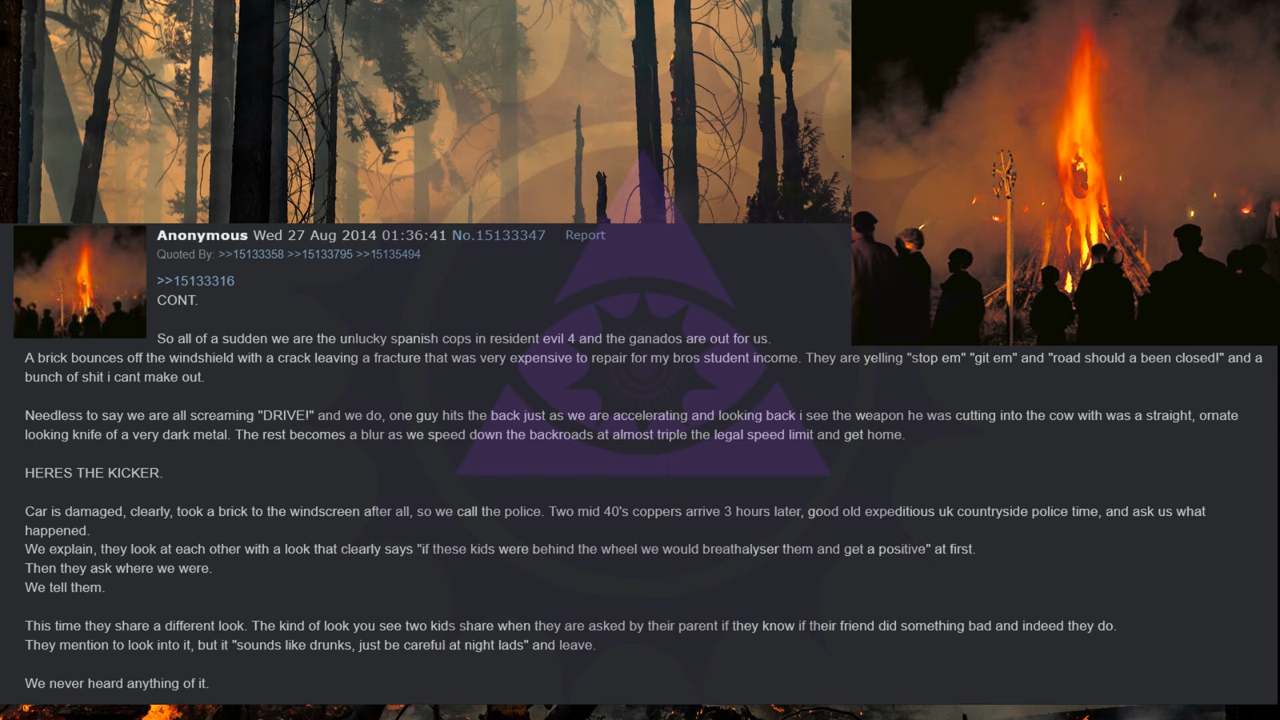 Anonymous Wed 27 Aug 2014 01:36:41 No.15133347 Report
Quoted By: >>15133358 >>15133795 >>15135494
>>15133316
CONT.
So all of a sudden we are the unlucky spanish cops in resident evil 4 and the ganados are out for us.
A brick bounces off the windshield with a crack leaving a fracture that was very expensive to repair for my bros student income. They are yelling "stop em" "git em" and "road should a been closed!" and a
bunch of shit i cant make out.
Needless to say we are all screaming "DRIVE!" and we do, one guy hits the back just as we are accelerating and looking back i see the weapon he was cutting into the cow with was a straight, ornate
looking knife of a very dark metal. The rest becomes a blur as we speed down the backroads at almost triple the legal speed limit and get home.
HERES THE KICKER.
Car is damaged, clearly, took a brick to the windscreen after all, so we call the police. Two mid 40's coppers arrive 3 hours later, good old expeditious uk countryside police time, and ask us what
happened.
We explain, they look at each other with a look that clearly says "if these kids were behind the wheel we would breathalyser them and get a positive" at first.
Then they ask where we were.
We tell them.
This time they share a different look. The kind of look you see two kids share when they are asked by their parent if they know if their friend did something bad and indeed they do.
They mention to look into it, but it "sounds like drunks, just be careful at night lads" and leave.
We never heard anything of it.